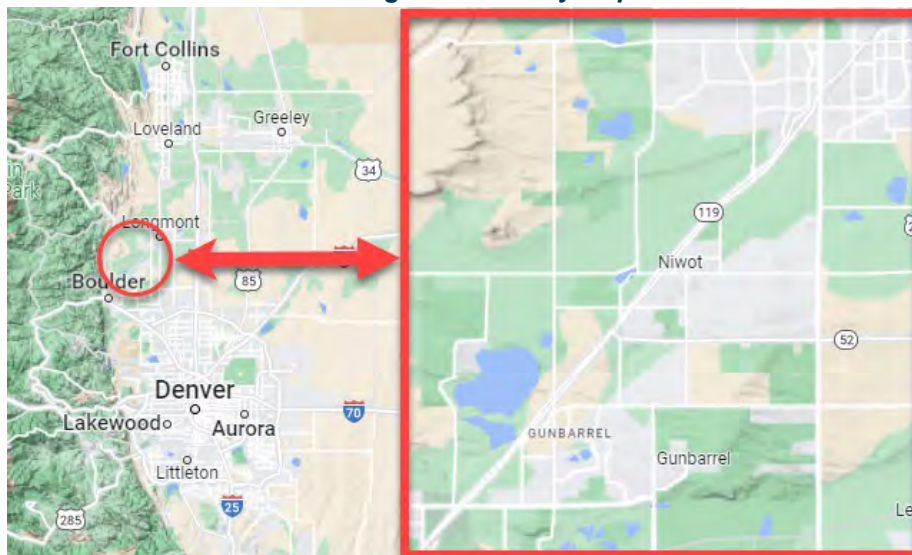 Fort Collins
Loveland
Greeley
34
Park
Longmont
Boulder
85
Denver
Lakewood
Aurora
70
Littleton
25
285
119
Niwot
52
GUNBARREL
Gunbarrel